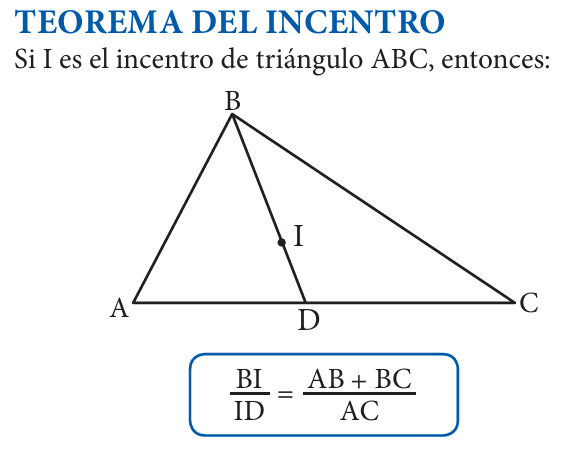 TEOREMA DEL INCENTRO
Si I es el incentro de triángulo ABC, entonces:
B
I
A
C
D
BI/ID = AB + BC/AC